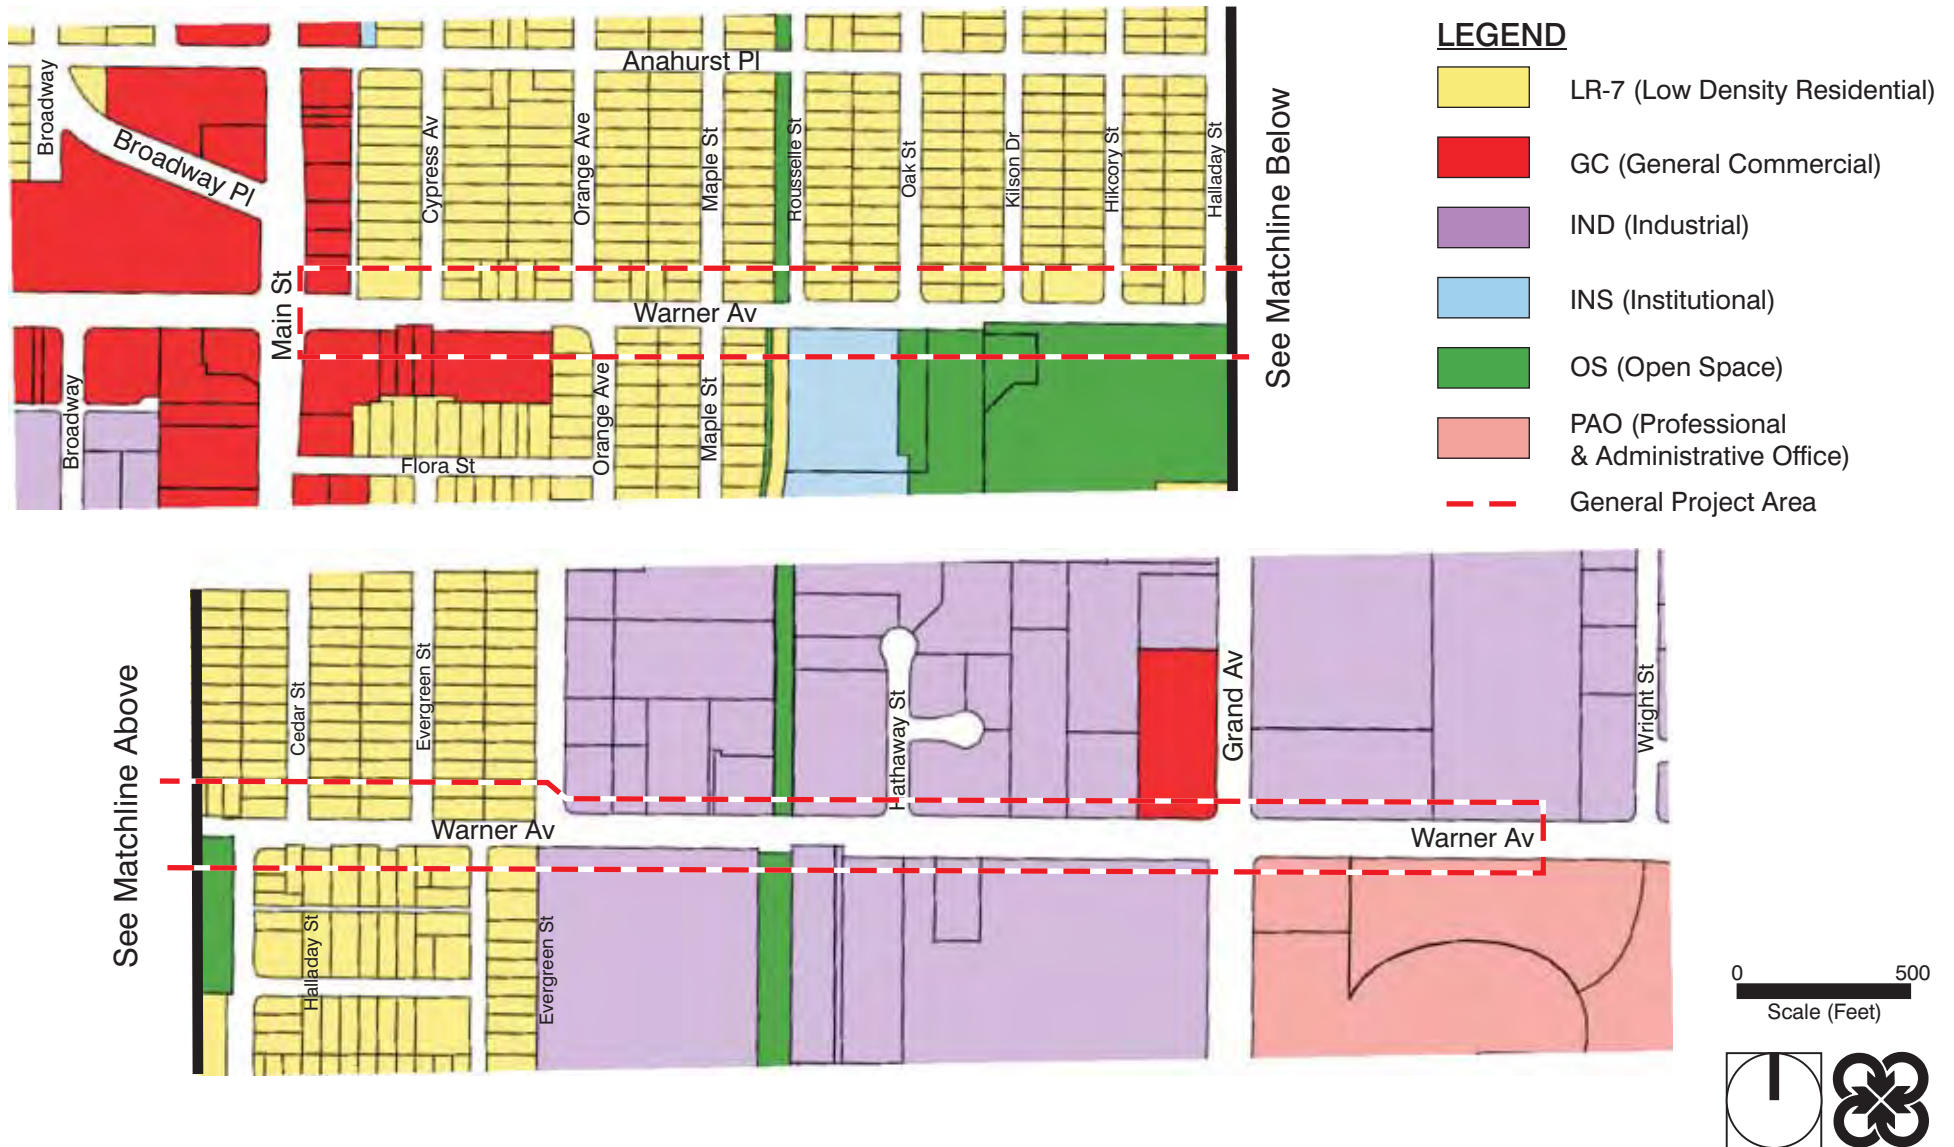 Anahurst Pl
Broadway
Broadway Pl
Cypress Av
Orange Ave
Maple St
Rousselle St
Oak St
Kilson Dr
Hikcory St
Halladay St
See Matchline Below
Main St
Warner Av
Broadway
Flora St
Orange Ave
Maple St
LEGEND
LR-7 (Low Density Residential)
GC (General Commercial)
IND (Industrial)
INS (Institutional)
OS (Open Space)
PAO (Professional
& Administrative Office)
General Project Area
See Matchline Above
Cedar St
Evergreen St
Hathaway St
Grand Av
Wright St
Warner Av
Warner Av
Halladay St
Evergreen St
0 500
Scale (Feet)